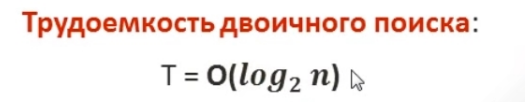 Трудоемкость двоичного поиска:
T = O(log₂ n)